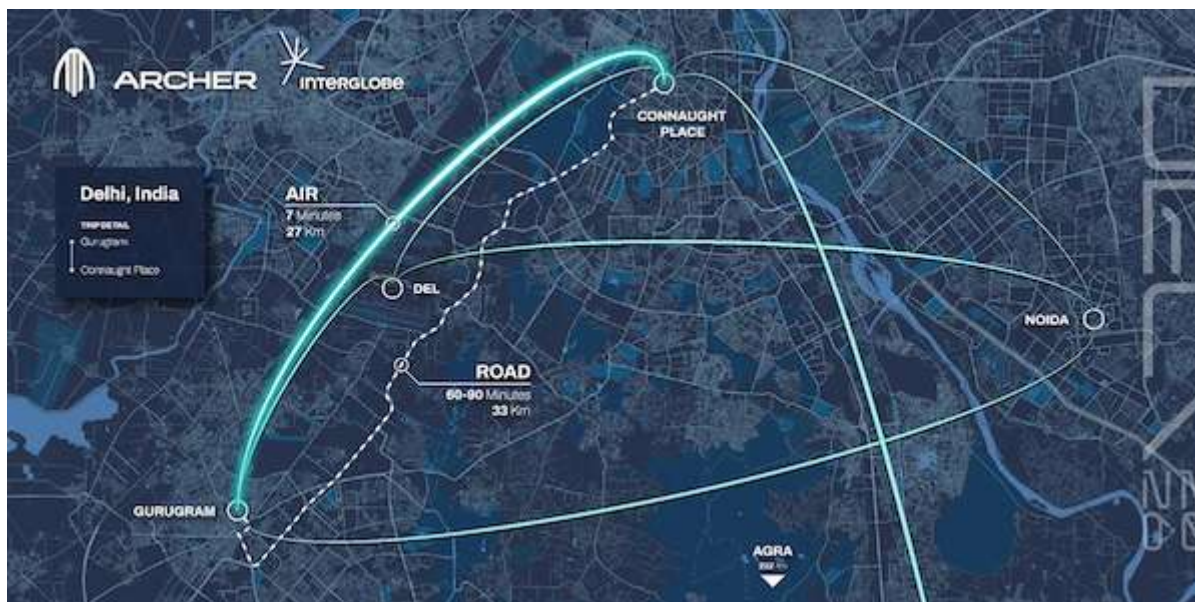 ARCHER
INTERGLOBE
Delhi, India
TRIP DETAIL
Gurugram
Connaught Place
AIR
7 Minutes
27 Km
CONNAUGHT
PLACE
DEL
NOIDA
ROAD
60-90 Minutes
33 Km
GURUGRAM
AGRA